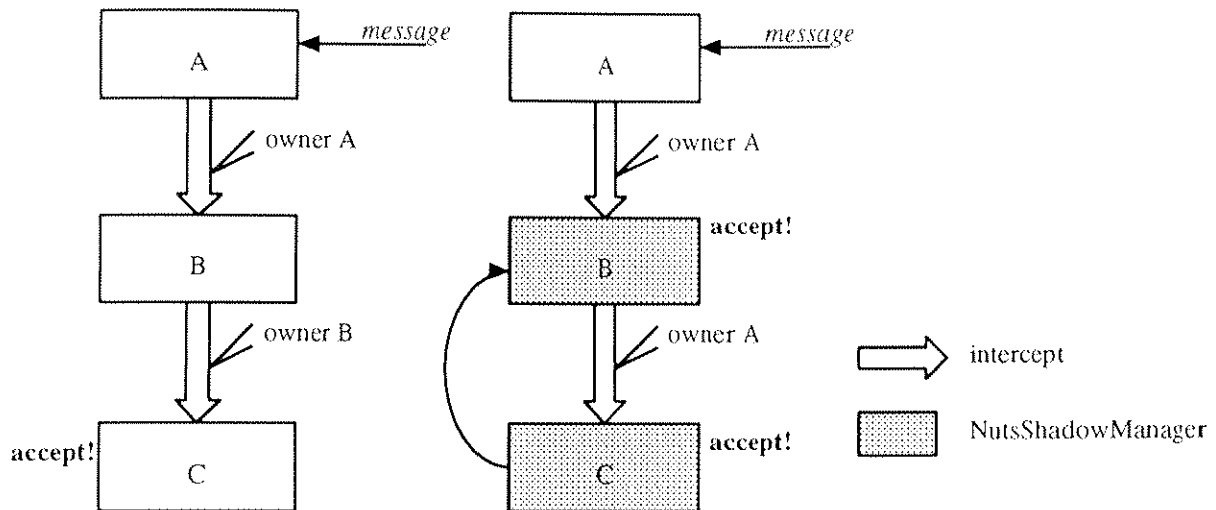 message
A
owner A
B
owner B
accept!
C
message
A
owner A
accept!
B
owner A
accept!
C
intercept
NutsShadowManager